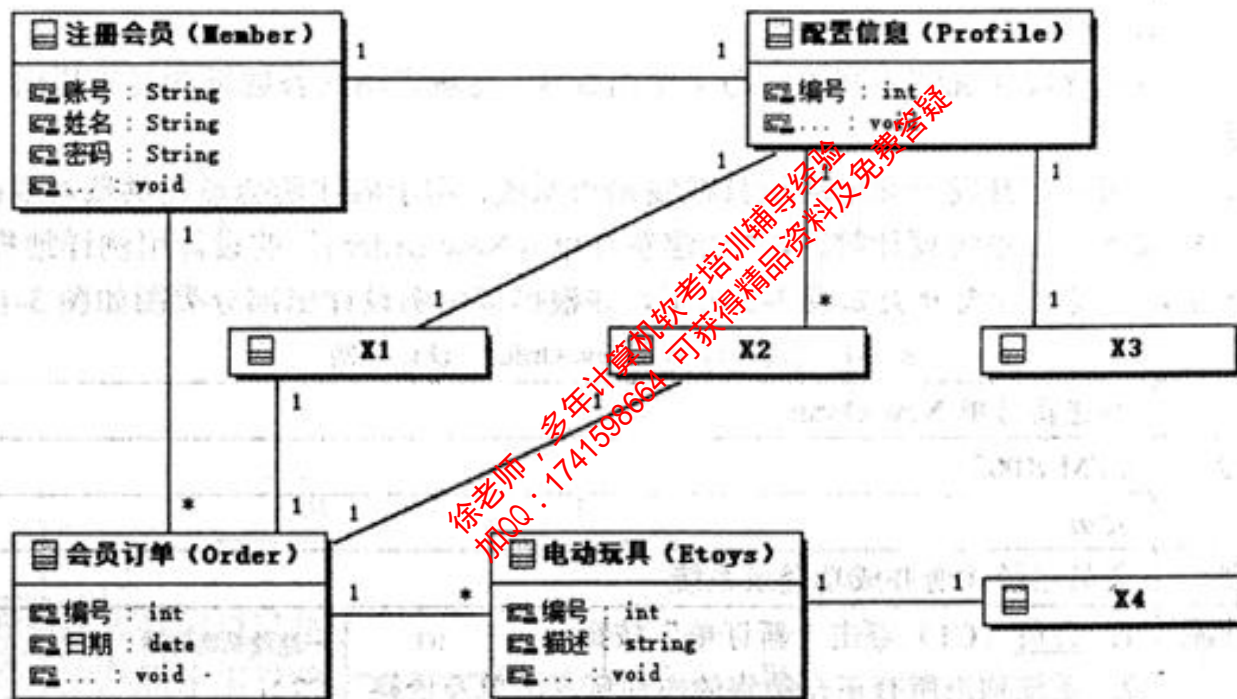 注册会员（Member）
账号 : String
姓名 : String
密码 : String
... : void
1
1
配置信息（Profile）
编号 : int
... : void
1
1
1
1
1
*
1
X1
X2
X3
1
1
*
1
1
会员订单（Order）
编号 : int
日期 : date
... : void
1
*
电动玩具（Etoys）
编号 : int
描述 : string
... : void
1
1
X4
徐老师，多年计算机软考培训辅导经验
加QQ：1741598664 可获得精品资料及免费答疑